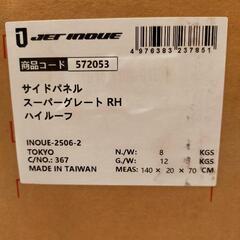 JET INOUE
4976383237851
商品コード 572053
サイドパネル
スーパーグレート RH
ハイルーフ
INOUE-2506-2
TOKYO N./W: 8 KGS
C/NO.: 367 G/W: 12 KGS
MADE IN TAIWAN MEAS: 140 × 20 × 70 CM